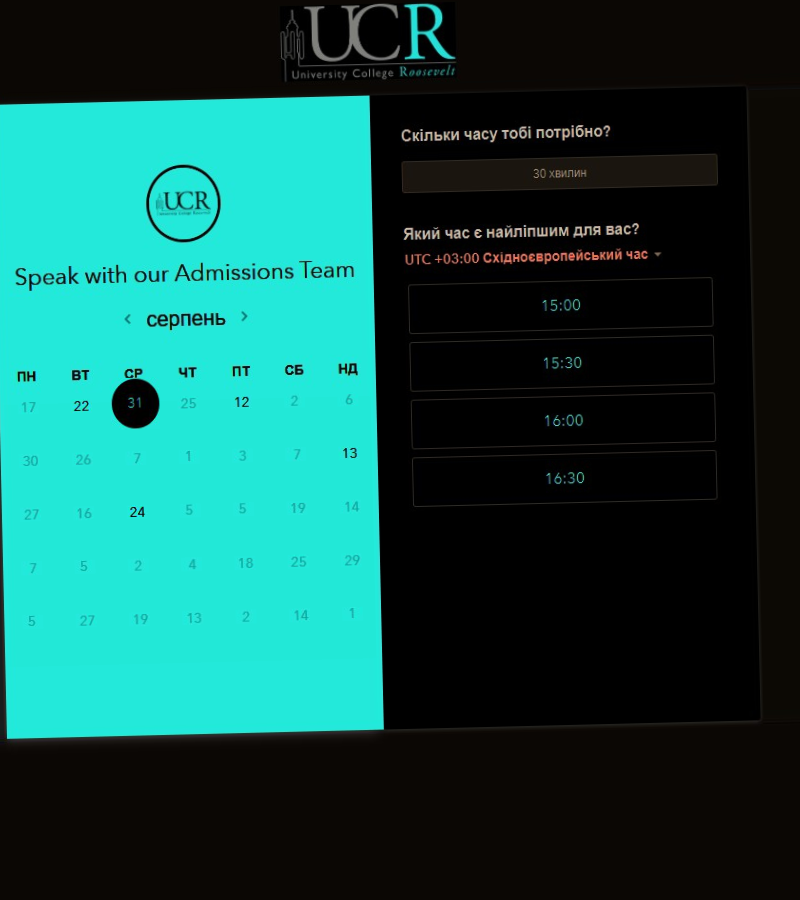 UCR
University College Roosevelt
UCR
University College Roosevelt
Speak with our Admissions Team
серпень
ПН ВТ СР ЧТ ПТ СБ НД
17 22 31 25 12 2 6
30 26 7 1 3 7 13
27 16 24 5 5 19 14
7 5 2 4 18 25 29
5 27 19 13 2 14 1
Скільки часу тобі потрібно?
30 хвилин
Який час є найліпшим для вас?
UTC +03:00 Східноєвропейський час
15:00
15:30
16:00
16:30